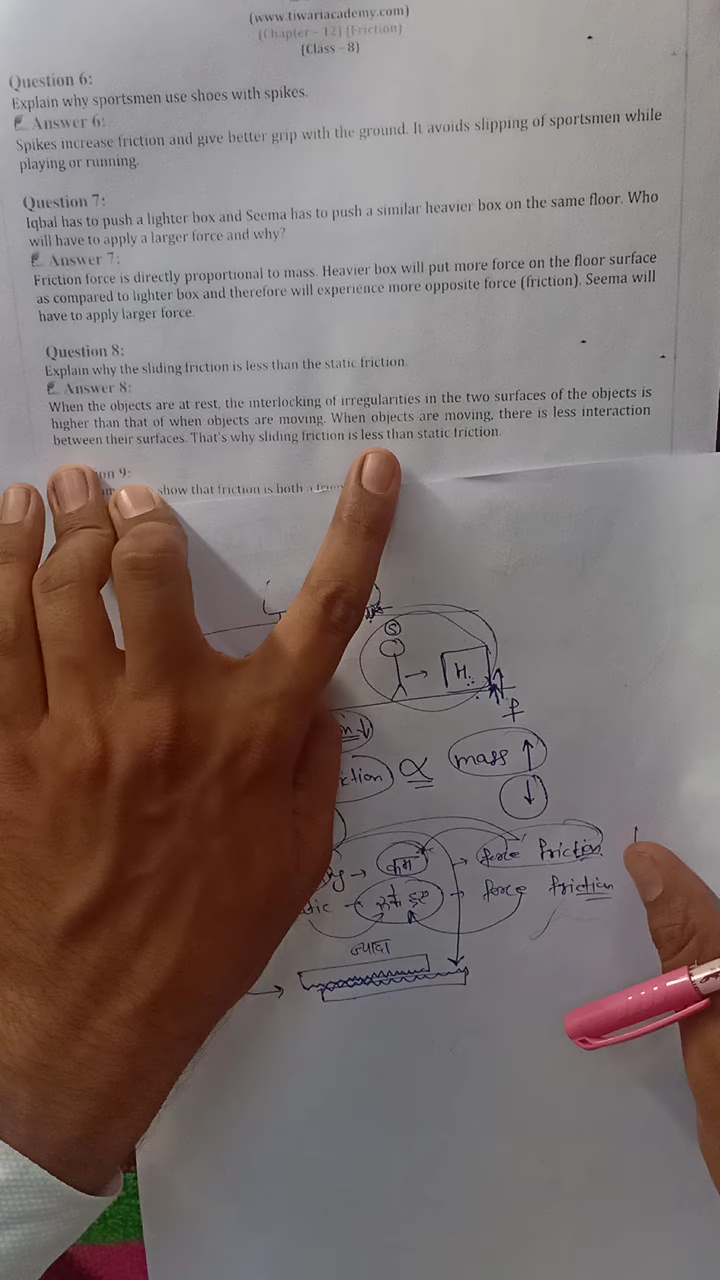 (www.tiwariacademy.com)
(Chapter – 12) (Friction)
(Class – 8)
Question 6:
Explain why sportsmen use shoes with spikes.
Answer 6:
Spikes increase friction and give better grip with the ground. It avoids slipping of sportsmen while
playing or running.
Question 7:
Iqbal has to push a lighter box and Seema has to push a similar heavier box on the same floor. Who
will have to apply a larger force and why?
Answer 7:
Friction force is directly proportional to mass. Heavier box will put more force on the floor surface
as compared to lighter box and therefore will experience more opposite force (friction). Seema will
have to apply larger force.
Question 8:
Explain why the sliding friction is less than the static friction.
Answer 8:
When the objects are at rest, the interlocking of irregularities in the two surfaces of the objects is
higher than that of when objects are moving. When objects are moving, there is less interaction
between their surfaces. That's why sliding friction is less than static friction.
on 9:
show that friction is both a
S
H
f
ction ∝ mass ↑
↓
→ कम → force friction
tic → रुके हुए → force friction
ज्यादा